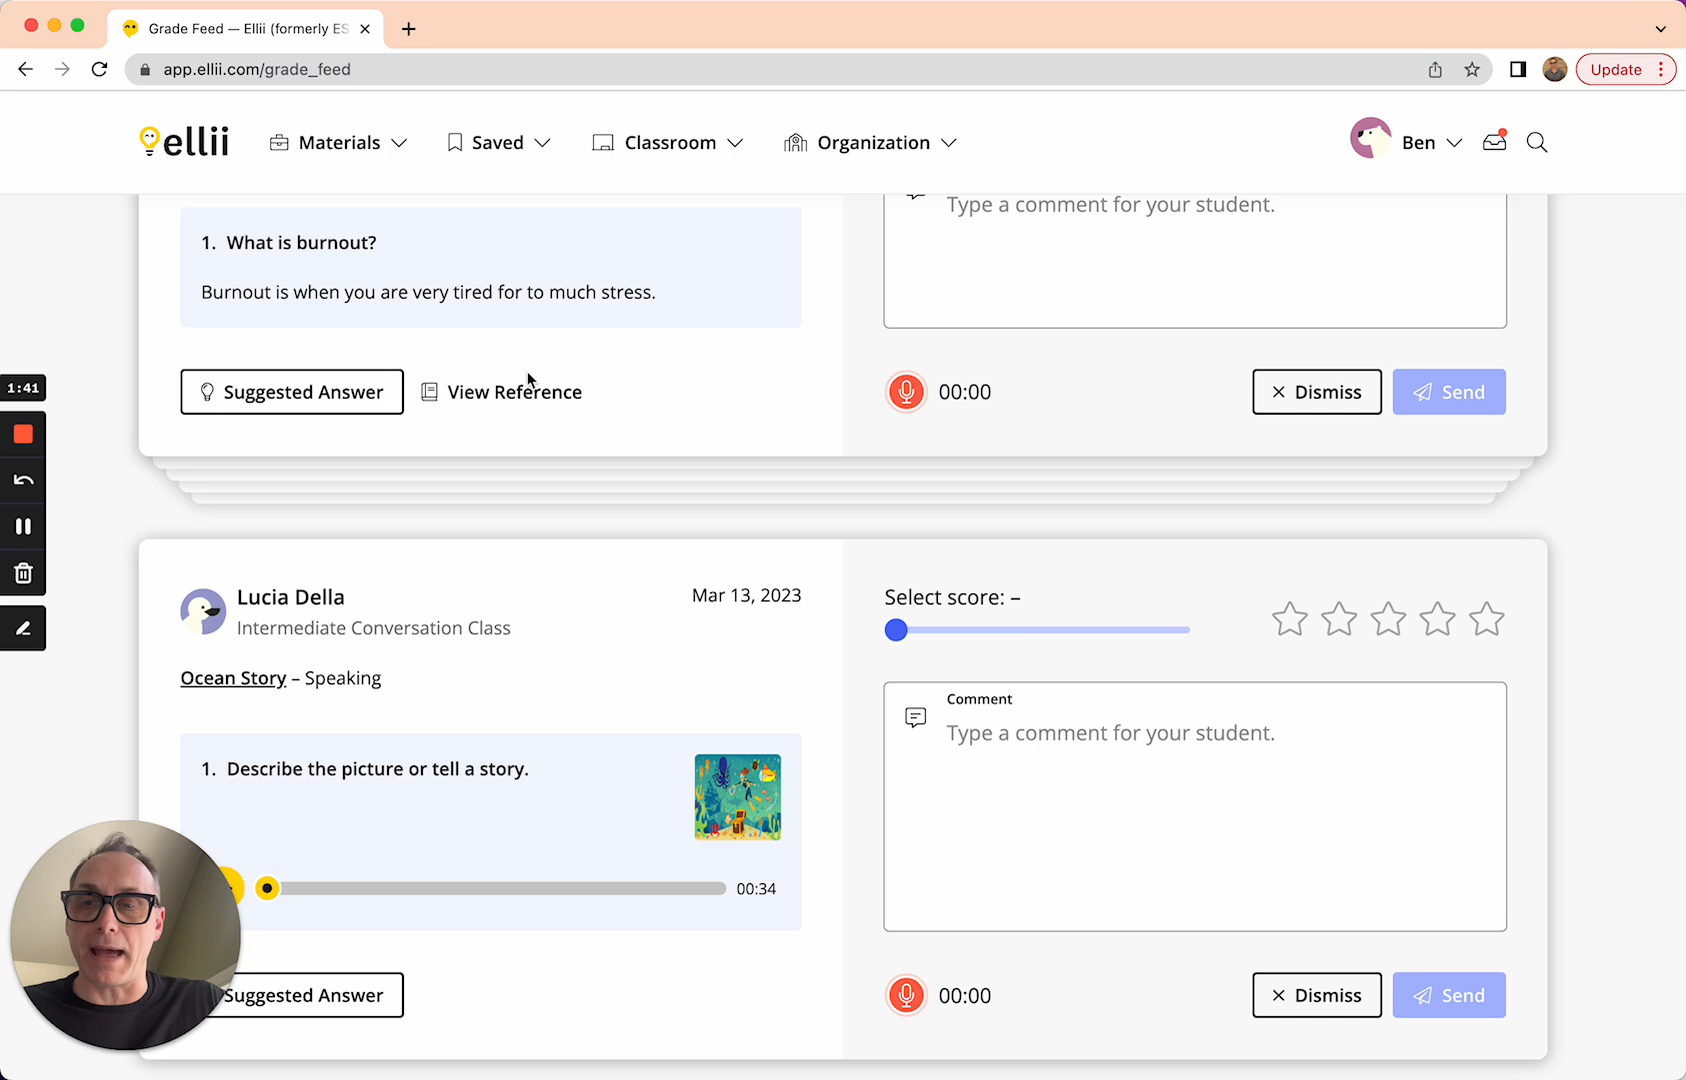 Grade Feed — Ellii (formerly ES
app.ellii.com/grade_feed
Update
ellii
Materials
Saved
Classroom
Organization
Ben
1. What is burnout?
Burnout is when you are very tired for to much stress.
Type a comment for your student.
Suggested Answer
View Reference
00:00
Dismiss
Send
1:41
Lucia Della
Intermediate Conversation Class
Mar 13, 2023
Ocean Story – Speaking
1. Describe the picture or tell a story.
00:34
Suggested Answer
Select score: –
Comment
Type a comment for your student.
00:00
Dismiss
Send